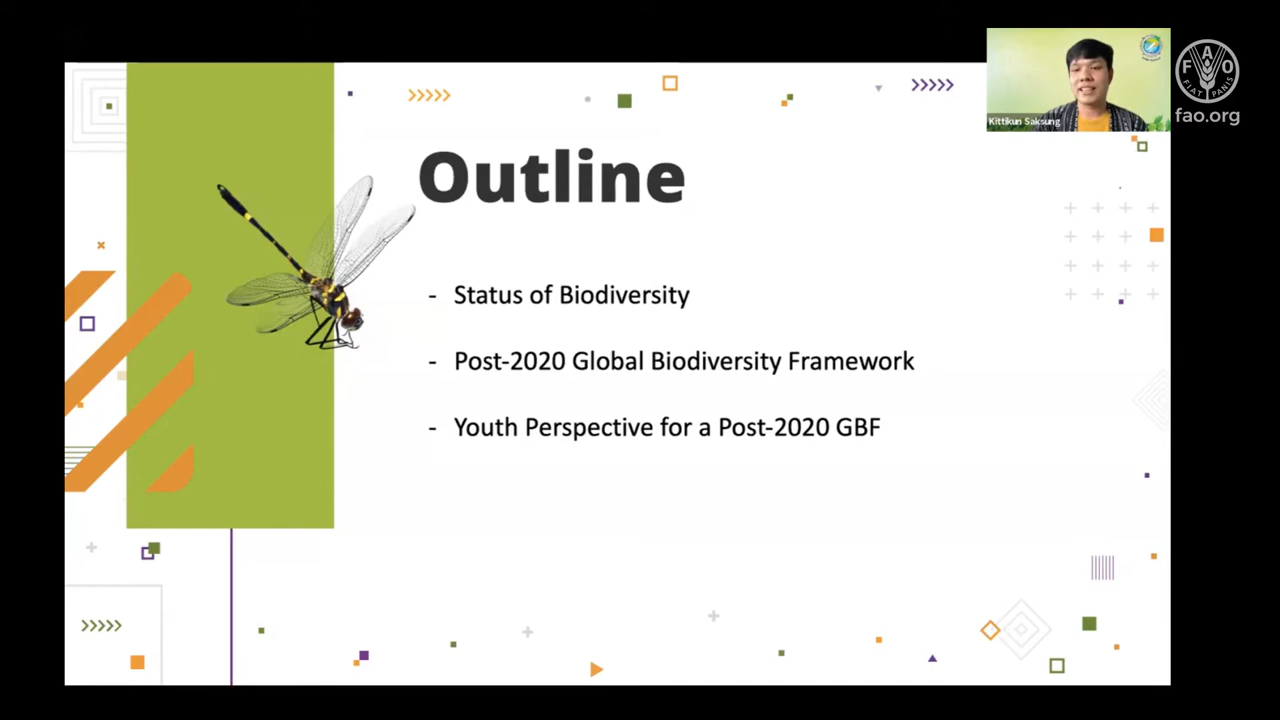 Outline
- Status of Biodiversity
- Post-2020 Global Biodiversity Framework
- Youth Perspective for a Post-2020 GBF
Kittikun Saksung
F A O
FIAT PANIS
fao.org